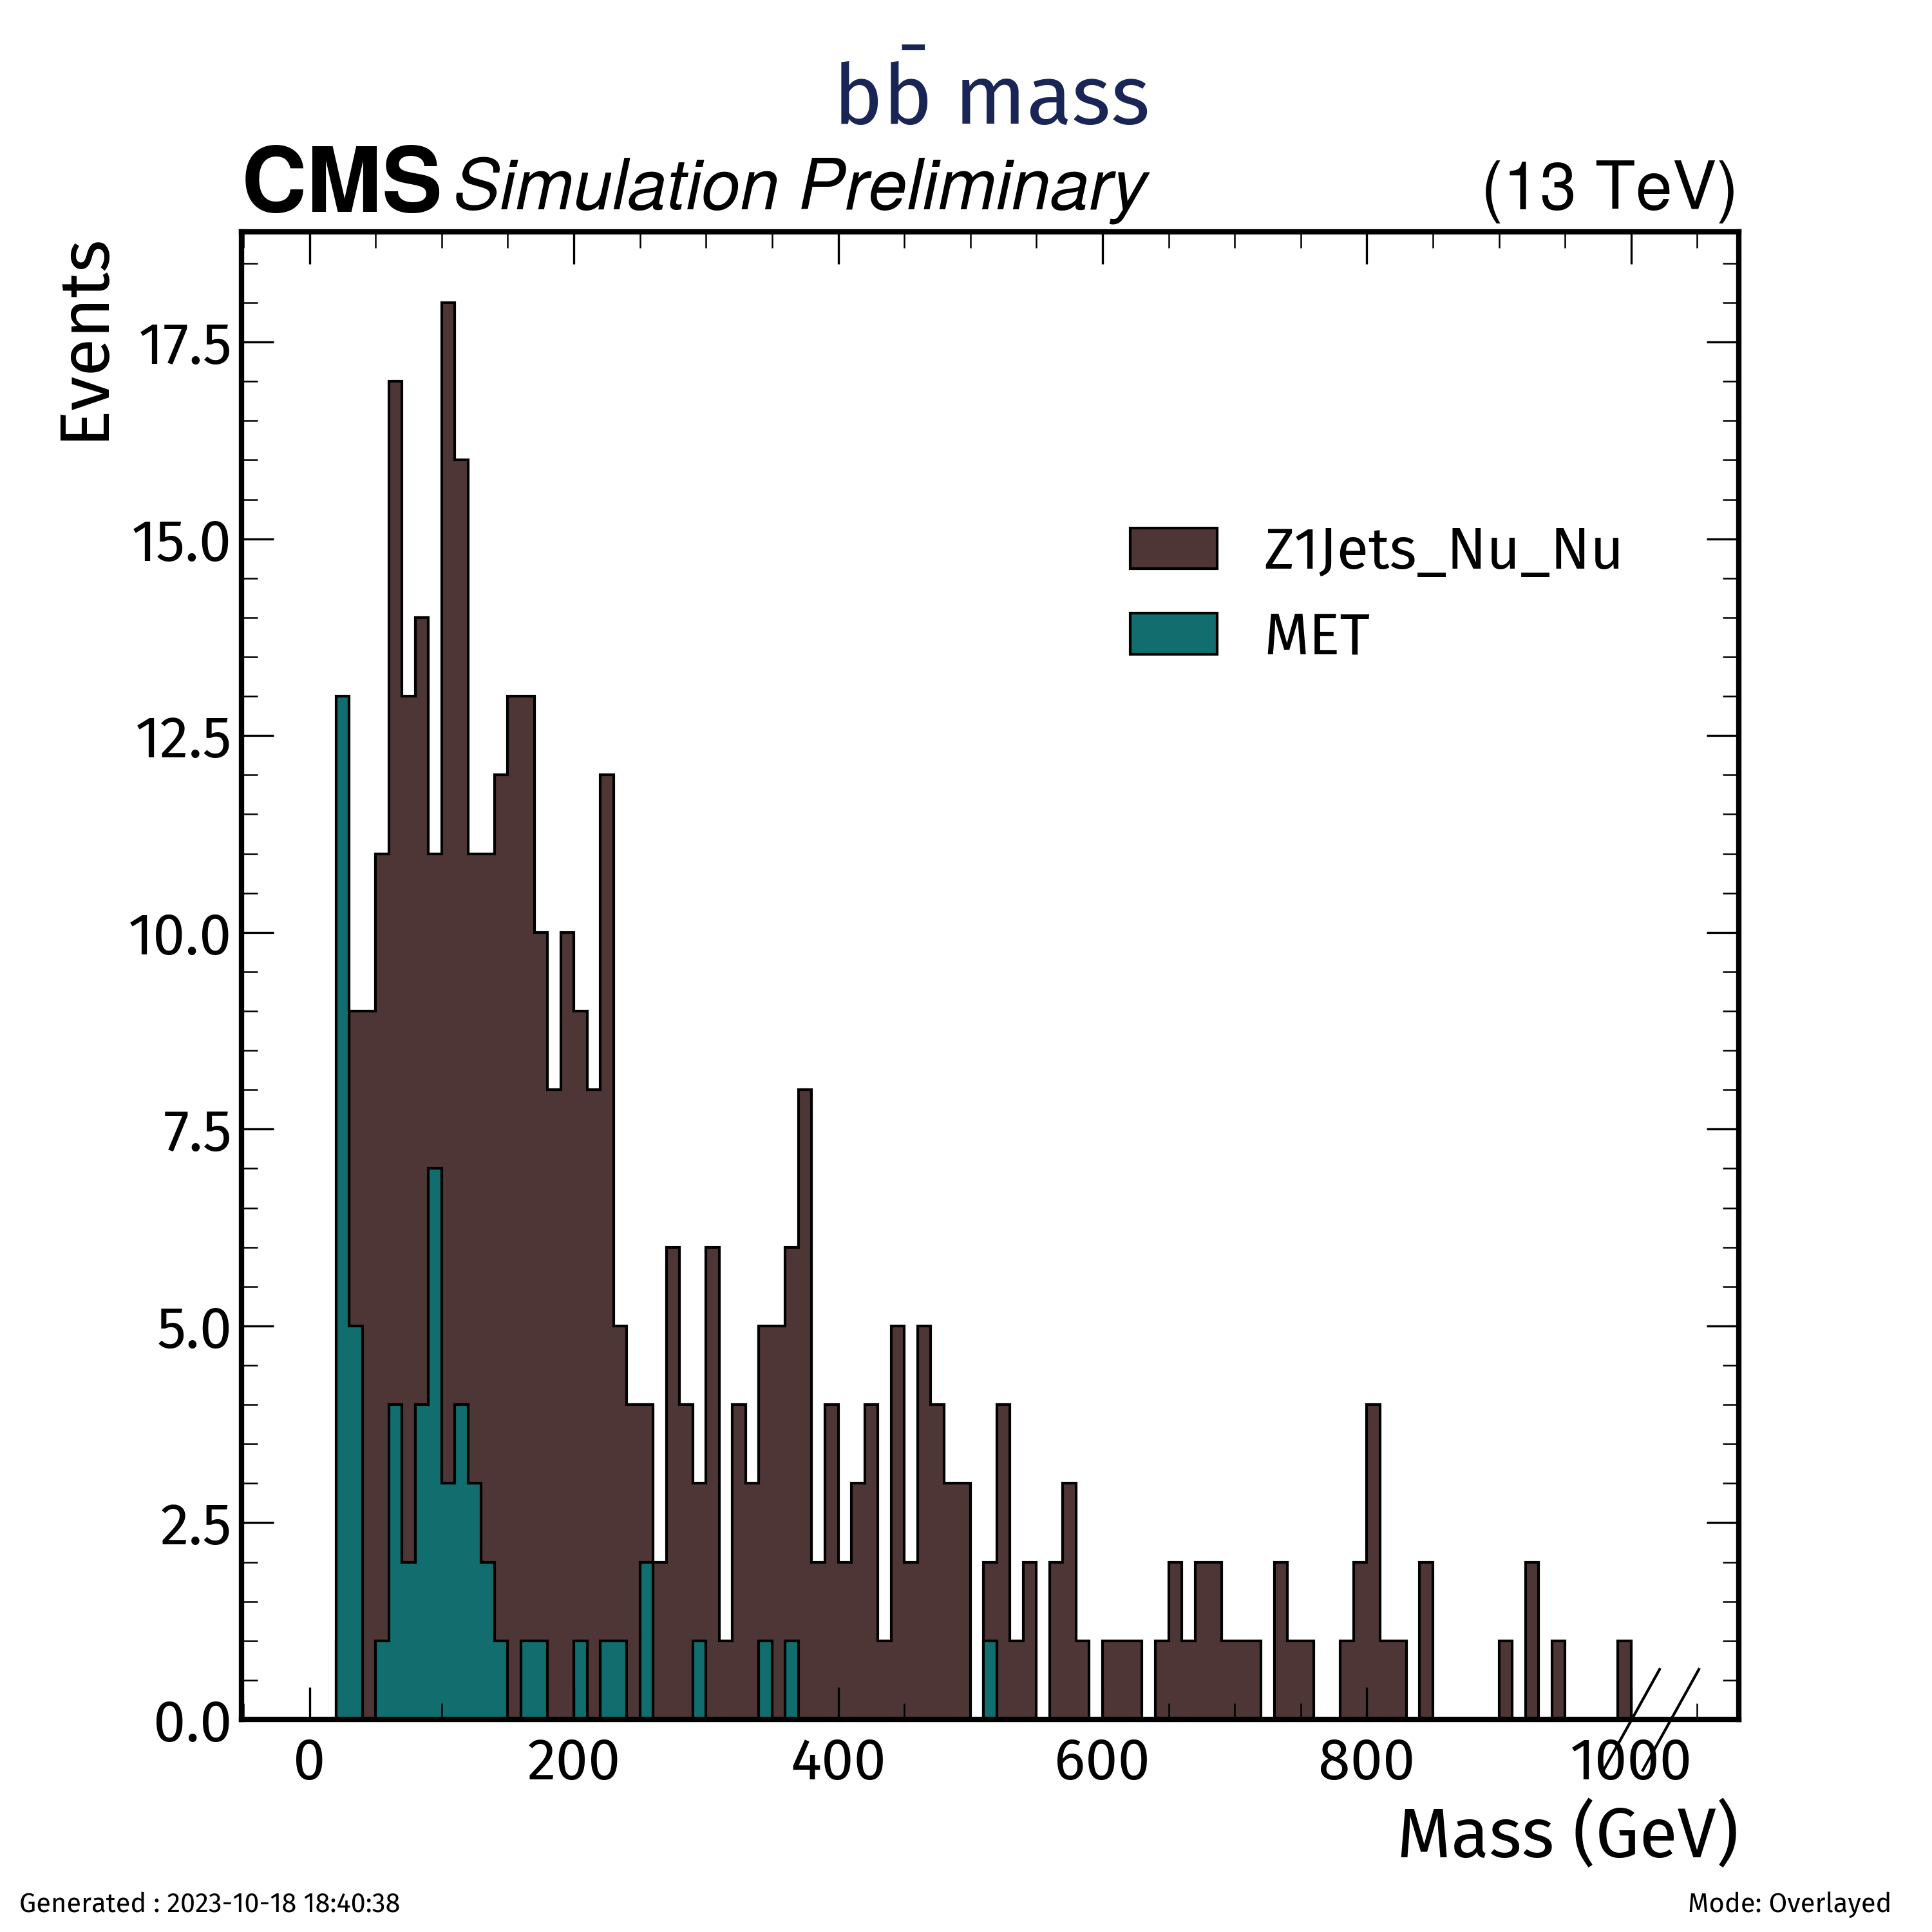 bb̄ mass
CMS Simulation Preliminary (13 TeV)
Events
17.5
15.0
12.5
10.0
7.5
5.0
2.5
0.0
Z1Jets_Nu_Nu
MET
0 200 400 600 800 1000
Mass (GeV)
Generated : 2023-10-18 18:40:38
Mode: Overlayed